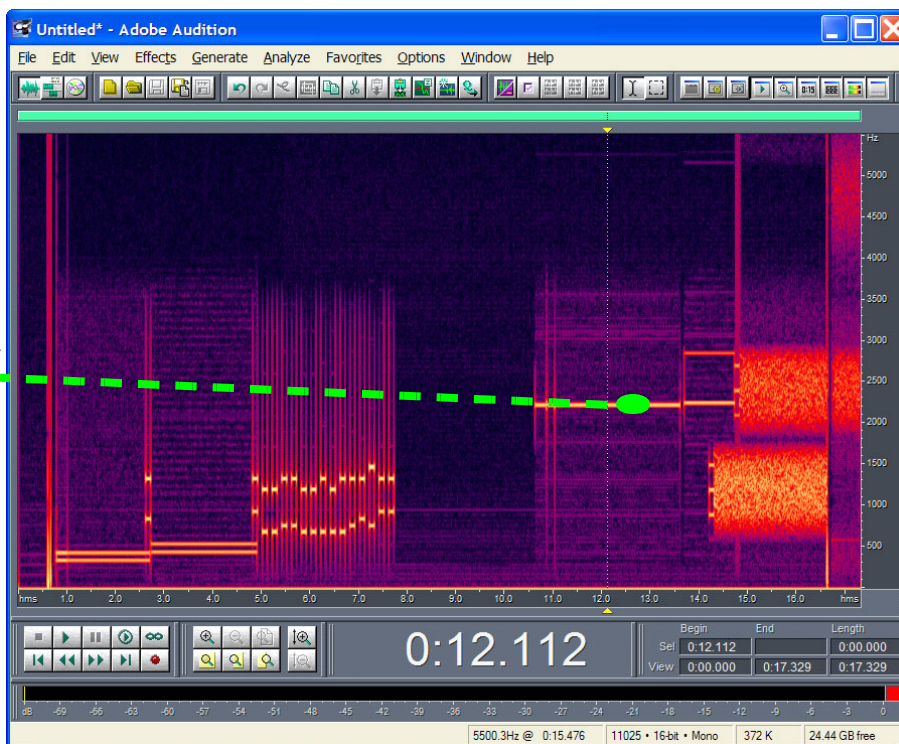 Untitled* - Adobe Audition
File Edit View Effects Generate Analyze Favorites Options Window Help
0:15
Hz
5000
4500
4000
3500
3000
2500
2000
1500
1000
500
hms 1.0 2.0 3.0 4.0 5.0 6.0 7.0 8.0 9.0 10.0 11.0 12.0 13.0 14.0 15.0 16.0 hms
0:12.112
Begin End Length
Sel 0:12.112 0:00.000
View 0:00.000 0:17.329 0:17.329
dB -69 -66 -63 -60 -57 -54 -51 -48 -45 -42 -39 -36 -33 -30 -27 -24 -21 -18 -15 -12 -9 -6 -3 0
5500.3Hz @ 0:15.476 11025 • 16-bit • Mono 372 K 24.44 GB free